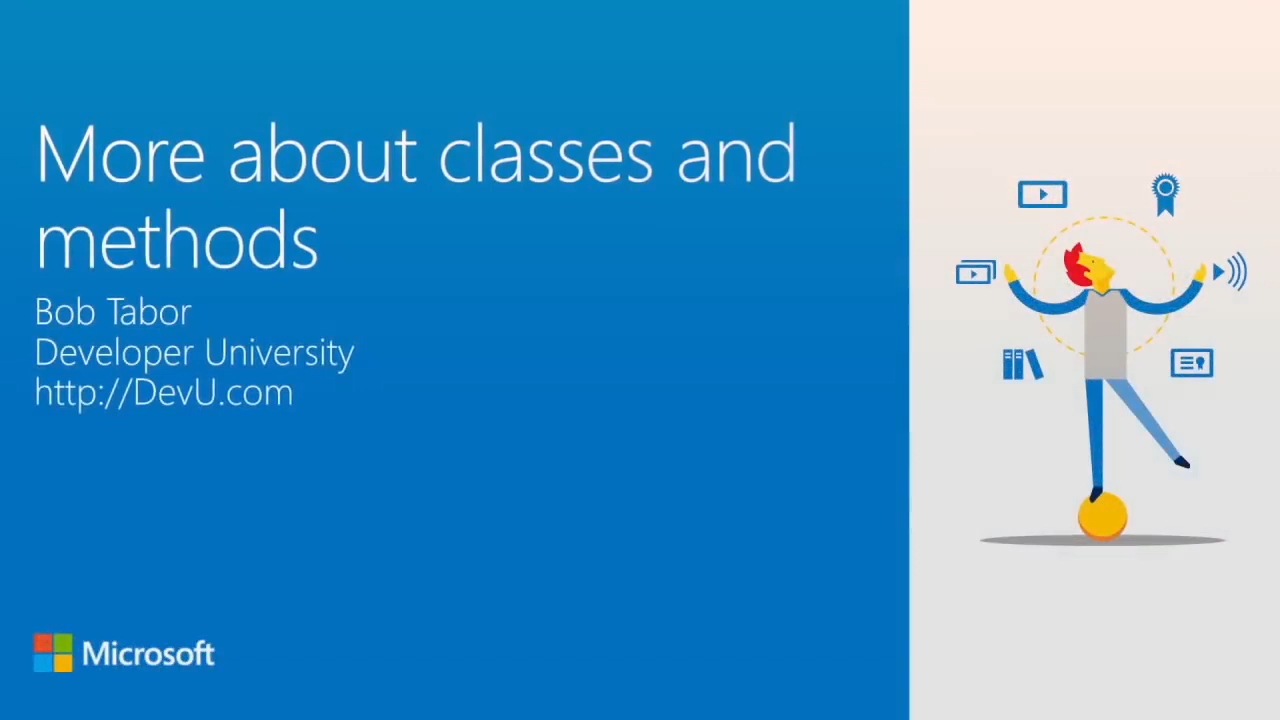 More about classes and
methods
Bob Tabor
Developer University
http://DevU.com
Microsoft